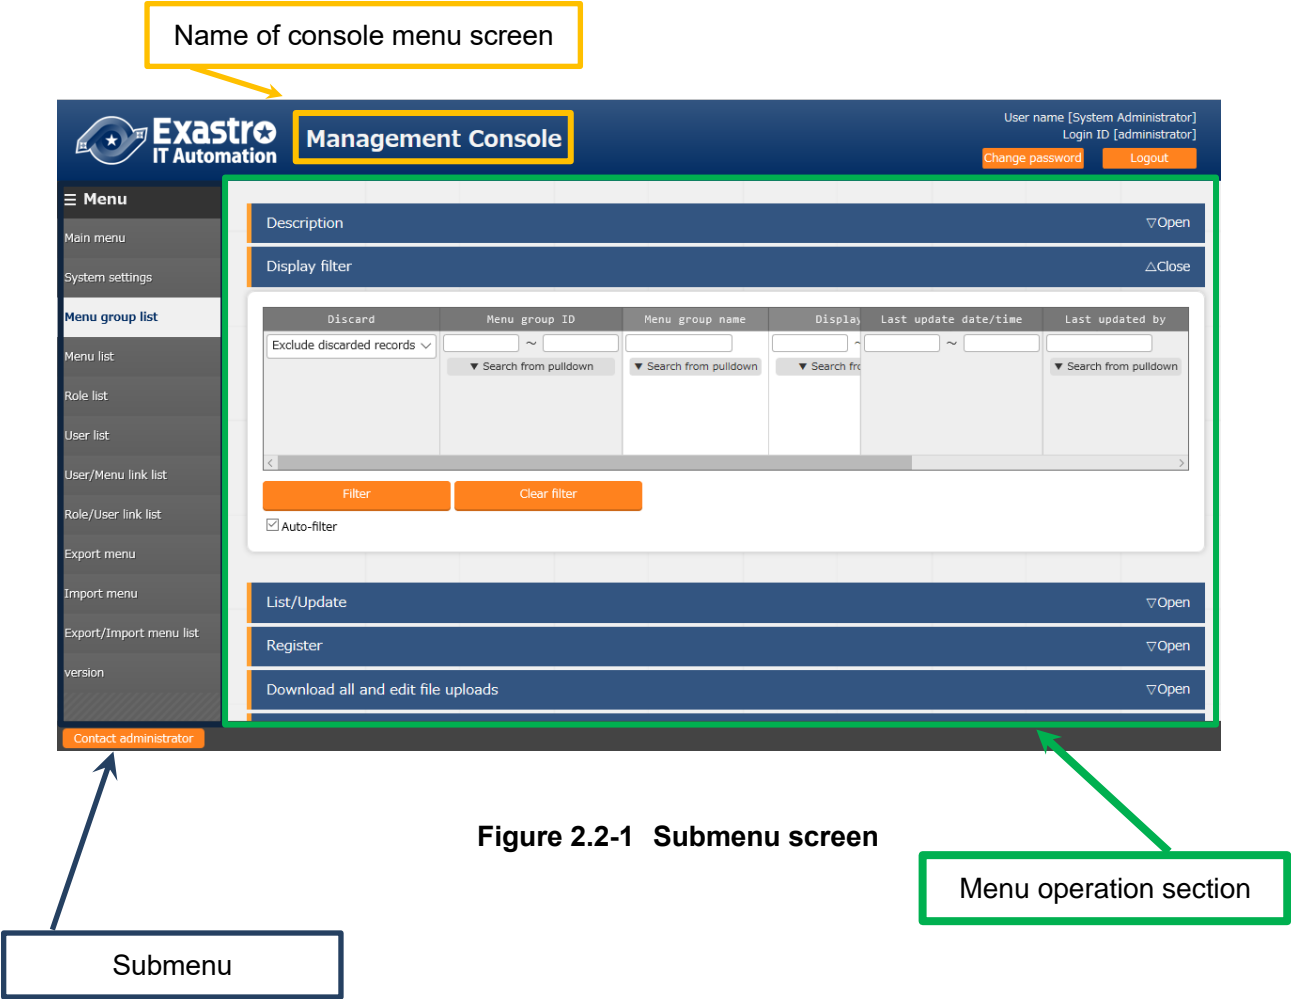 Name of console menu screen
Exastro
IT Automation
Management Console
User name [System Administrator]
Login ID [administrator]
Change password
Logout
☰ Menu
Main menu
System settings
Menu group list
Menu list
Role list
User list
User/Menu link list
Role/User link list
Export menu
Import menu
Export/Import menu list
version
Contact administrator
Description ▽Open
Display filter △Close
Discard Menu group ID Menu group name Display Last update date/time Last updated by
Exclude discarded records ~ ~ ~
▼ Search from pulldown ▼ Search from pulldown ▼ Search fro ▼ Search from pulldown
Filter Clear filter
Auto-filter
List/Update ▽Open
Register ▽Open
Download all and edit file uploads ▽Open
Figure 2.2-1 Submenu screen
Menu operation section
Submenu